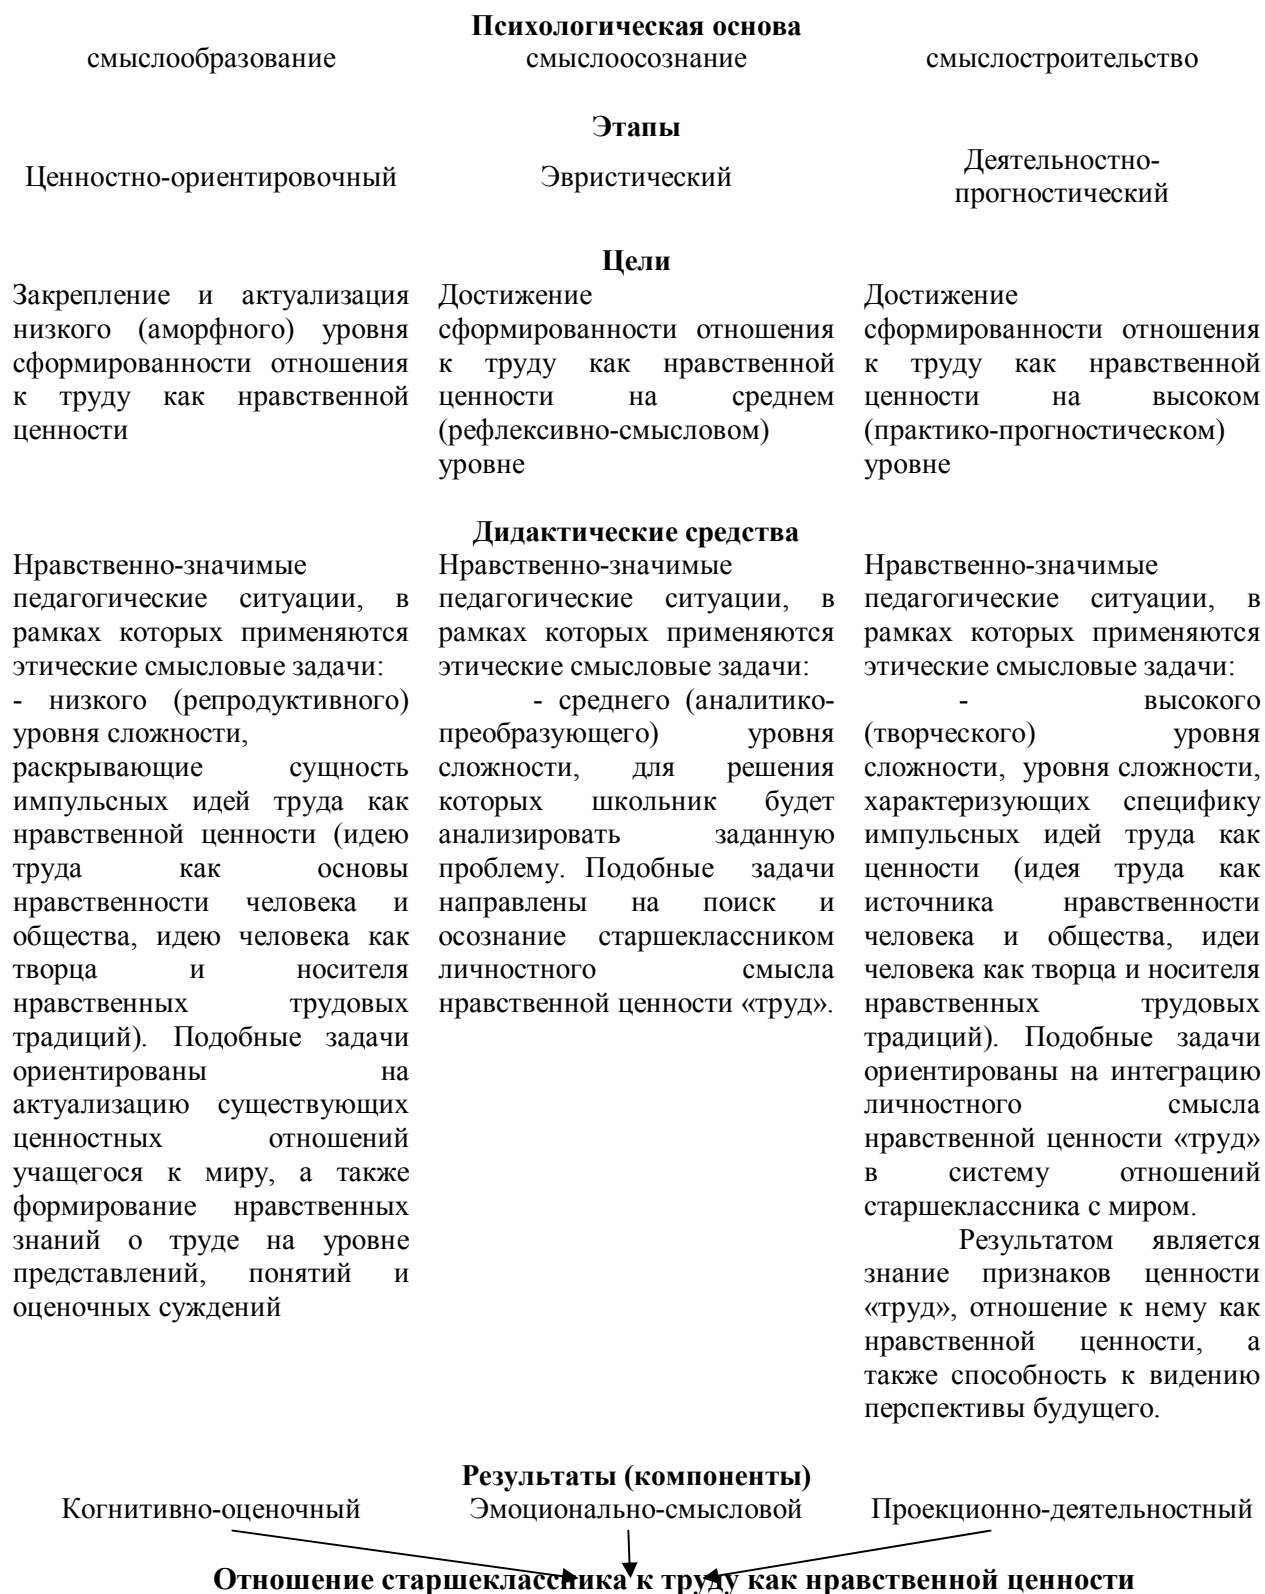 Психологическая основа
смыслообразование смыслоосознание смыслостроительство
Этапы
Ценностно-ориентировочный
Эвристический
Деятельностно-
прогностический
Цели
Закрепление и актуализация
низкого (аморфного) уровня
сформированности отношения
к труду как нравственной
ценности
Достижение
сформированности отношения
к труду как нравственной
ценности на среднем
(рефлексивно-смысловом)
уровне
Достижение
сформированности отношения
к труду как нравственной
ценности на высоком
(практико-прогностическом)
уровне
Дидактические средства
Нравственно-значимые
педагогические ситуации, в
рамках которых применяются
этические смысловые задачи:
- низкого (репродуктивного)
уровня сложности,
раскрывающие сущность
импульсных идей труда как
нравственной ценности (идею
труда как основы
нравственности человека и
общества, идею человека как
творца и носителя
нравственных трудовых
традиций). Подобные задачи
ориентированы на
актуализацию существующих
ценностных отношений
учащегося к миру, а также
формирование нравственных
знаний о труде на уровне
представлений, понятий и
оценочных суждений
Нравственно-значимые
педагогические ситуации, в
рамках которых применяются
этические смысловые задачи:
- среднего (аналитико-
преобразующего) уровня
сложности, для решения
которых школьник будет
анализировать заданную
проблему. Подобные задачи
направлены на поиск и
осознание старшеклассником
личностного смысла
нравственной ценности «труд».
Нравственно-значимые
педагогические ситуации, в
рамках которых применяются
этические смысловые задачи:
- высокого
(творческого) уровня
сложности, уровня сложности,
характеризующих специфику
импульсных идей труда как
ценности (идея труда как
источника нравственности
человека и общества, идеи
человека как творца и носителя
нравственных трудовых
традиций). Подобные задачи
ориентированы на интеграцию
личностного смысла
нравственной ценности «труд»
в систему отношений
старшеклассника с миром.
Результатом является
знание признаков ценности
«труд», отношение к нему как
нравственной ценности, а
также способность к видению
перспективы будущего.
Результаты (компоненты)
Когнитивно-оценочный Эмоционально-смысловой Проекционно-деятельностный
Отношение старшеклассника к труду как нравственной ценности